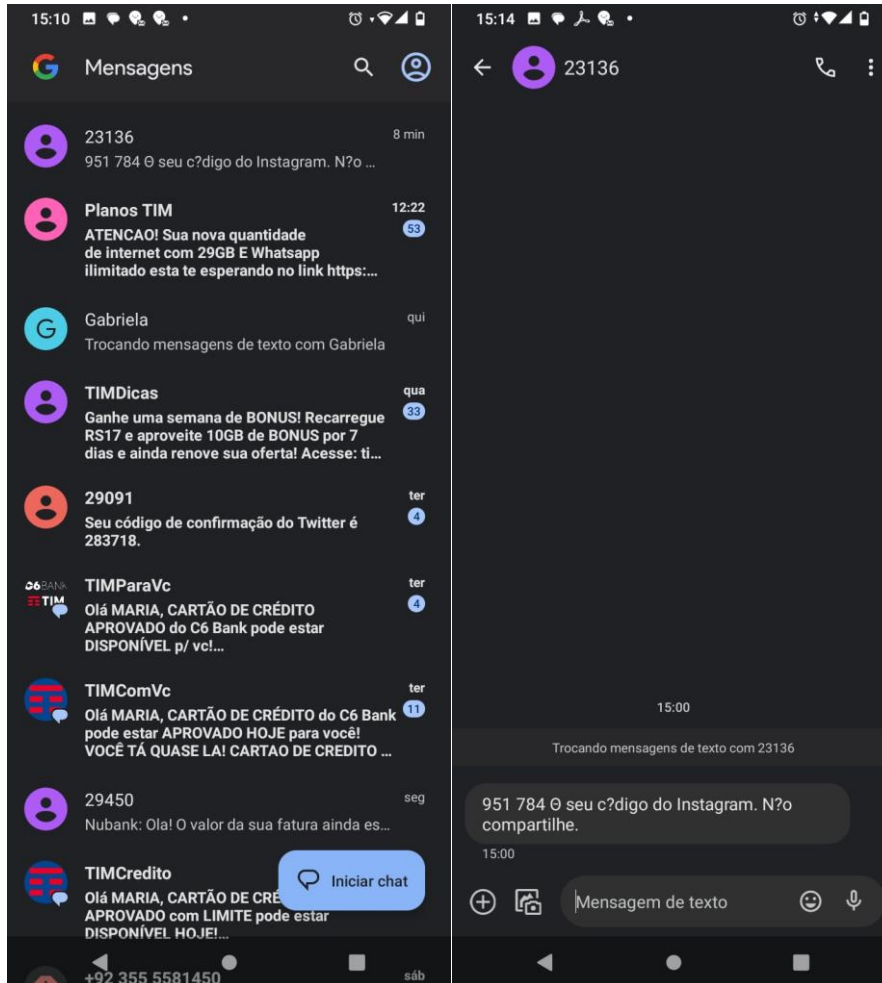 15:10
Mensagens
23136
8 min
951 784 Θ seu c?digo do Instagram. N?o ...
Planos TIM
12:22
ATENCAO! Sua nova quantidade
53
de internet com 29GB E Whatsapp
ilimitado esta te esperando no link https:...
G
Gabriela
qui
Trocando mensagens de texto com Gabriela
TIMDicas
qua
Ganhe uma semana de BONUS! Recarregue
33
RS17 e aproveite 10GB de BONUS por 7
dias e ainda renove sua oferta! Acesse: ti...
29091
ter
Seu código de confirmação do Twitter é
4
283718.
C6BANK
TIM
TIMParaVc
ter
Olá MARIA, CARTÃO DE CRÉDITO
4
APROVADO do C6 Bank pode estar
DISPONÍVEL p/ vc!...
TIMComVc
ter
Olá MARIA, CARTÃO DE CRÉDITO do C6 Bank
11
pode estar APROVADO HOJE para você!
VOCÊ TÁ QUASE LA! CARTAO DE CREDITO ...
29450
seg
Nubank: Ola! O valor da sua fatura ainda es...
TIMCredito
Olá MARIA, CARTÃO DE CRÉ
Iniciar chat
APROVADO com LIMITE pode estar
DISPONÍVEL HOJE!...
+92 355 5581450
sáb
15:14
23136
15:00
Trocando mensagens de texto com 23136
951 784 Θ seu c?digo do Instagram. N?o
compartilhe.
15:00
Mensagem de texto